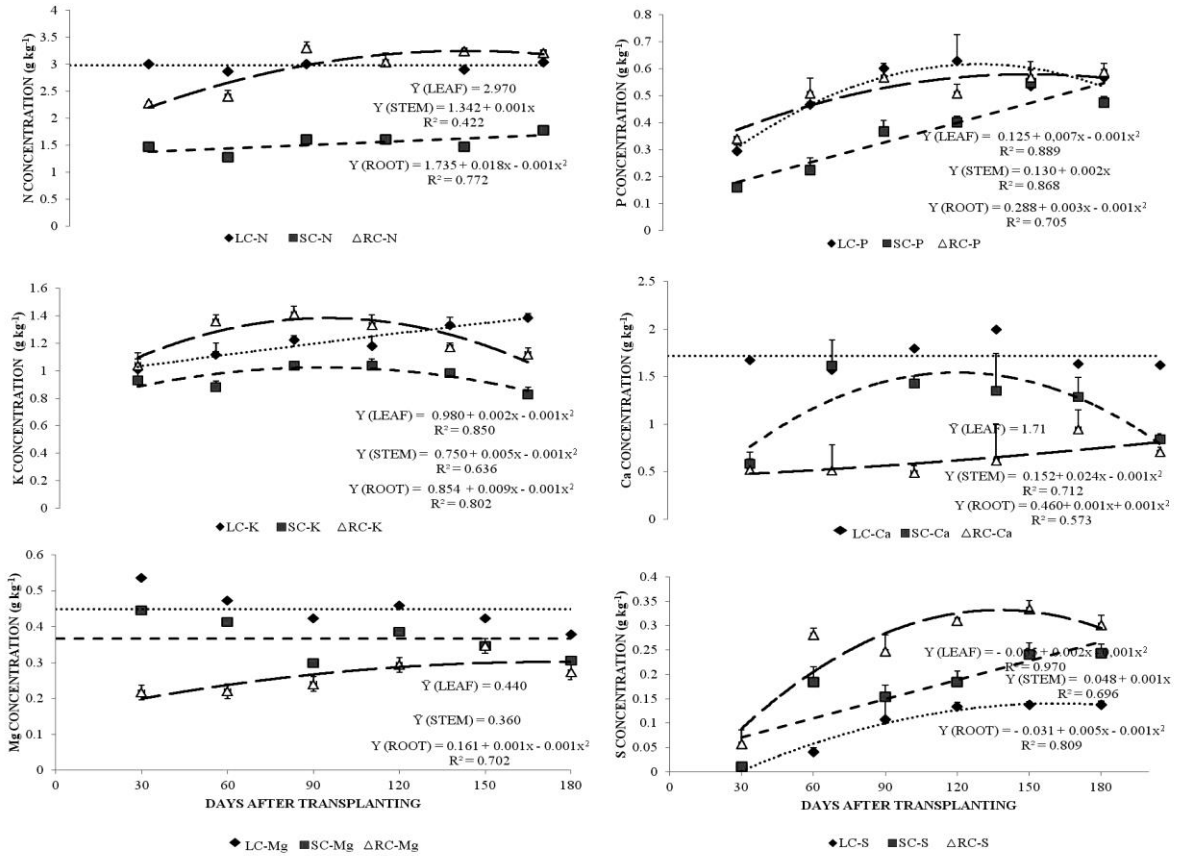 N CONCENTRATION (g kg-1)
4
3.5
3
2.5
2
1.5
1
0.5
0
Ȳ (LEAF) = 2.970
Y (STEM) = 1.342 + 0.001x
R² = 0.422
Y (ROOT) = 1.735 + 0.018x - 0.001x²
R² = 0.772
◆LC-N ■SC-N △RC-N
P CONCENTRATION (g kg-1)
0.8
0.7
0.6
0.5
0.4
0.3
0.2
0.1
0
Y (LEAF) = 0.125 + 0,007x - 0.001x²
R² = 0.889
Y (STEM) = 0.130 + 0.002x
R² = 0.868
Y (ROOT) = 0.288 + 0.003x - 0.001x²
R² = 0.705
◆LC-P ■SC-P △RC-P
K CONCENTRATION (g kg-1)
1.6
1.4
1.2
1
0.8
0.6
0.4
0.2
0
Y (LEAF) = 0.980 + 0.002x - 0.001x²
R² = 0.850
Y (STEM) = 0.750 + 0.005x - 0.001x²
R² = 0.636
Y (ROOT) = 0.854 + 0.009x - 0.001x²
R² = 0.802
◆LC-K ■SC-K △RC-K
Ca CONCENTRATION (g kg-1)
2.5
2
1.5
1
0.5
0
Ȳ (LEAF) = 1.71
Y (STEM) = 0.152 + 0.024x - 0.001x²
R² = 0.712
Y (ROOT) = 0.460 + 0.001x + 0.001x²
R² = 0.573
◆LC-Ca ■SC-Ca △RC-Ca
Mg CONCENTRATION (g kg-1)
0.6
0.5
0.4
0.3
0.2
0.1
0
Ȳ (LEAF) = 0.440
Ȳ (STEM) = 0.360
Y (ROOT) = 0.161 + 0.001x - 0.001x²
R² = 0.702
30 60 90 120 150 180
DAYS AFTER TRANSPLANTING
◆LC-Mg ■SC-Mg △RC-Mg
S CONCENTRATION (g kg-1)
0.4
0.35
0.3
0.25
0.2
0.15
0.1
0.05
0
Y (LEAF) = - 0.002x 0,001x²
R² = 0.970
Y (STEM) = 0.048 + 0.001x
R² = 0.696
Y (ROOT) = - 0.031 + 0.005x - 0.001x²
R² = 0.809
30 60 90 120 150 180
DAYS AFTER TRANSPLANTING
◆LC-S ■SC-S △RC-S